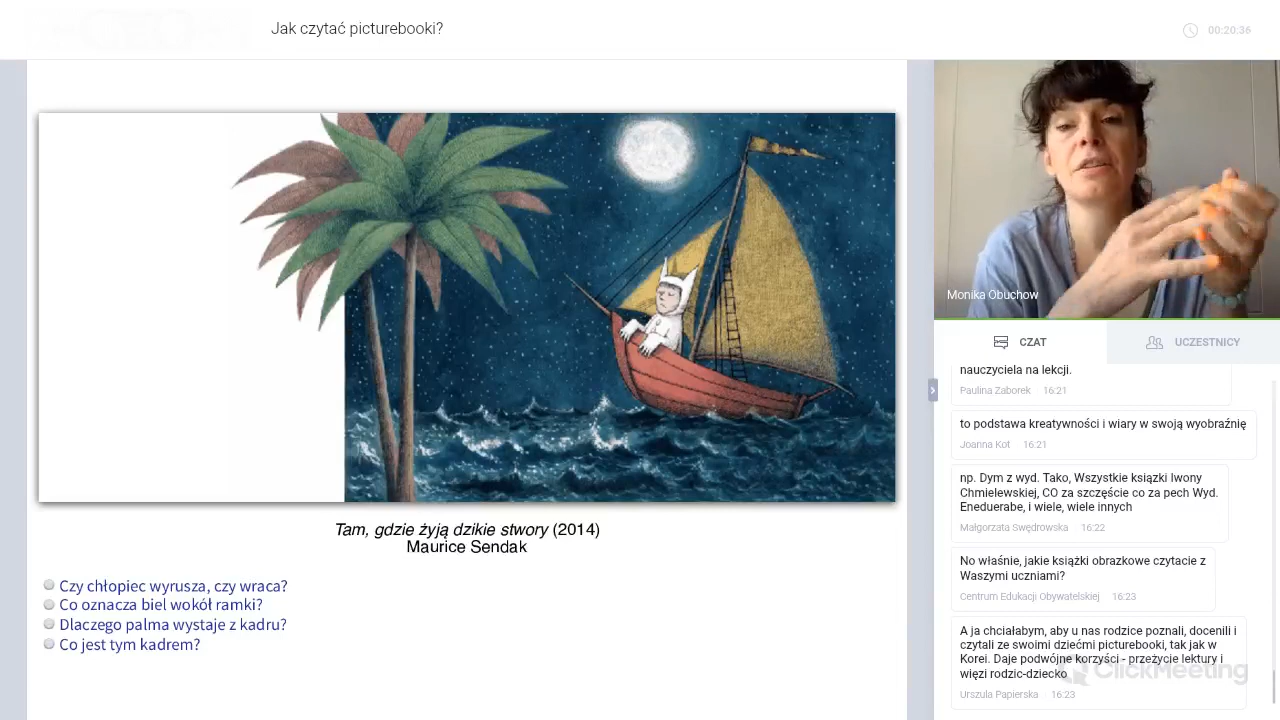 Jak czytać picturebooki?
00:20:36
Tam, gdzie żyją dzikie stwory (2014)
Maurice Sendak
Czy chłopiec wyrusza, czy wraca?
Co oznacza biel wokół ramki?
Dlaczego palma wystaje z kadru?
Co jest tym kadrem?
Monika Obuchow
CZAT
UCZESTNICY
nauczyciela na lekcji.
Paulina Zaborek 16:21
to podstawa kreatywności i wiary w swoją wyobraźnię
Joanna Kot 16:21
np. Dym z wyd. Tako, Wszystkie ksiązki Iwony
Chmielewskiej, CO za szczęście co za pech Wyd.
Eneduerabe, i wiele, wiele innych
Małgorzata Swędrowska 16:22
No właśnie, jakie książki obrazkowe czytacie z
Waszymi uczniami?
Centrum Edukacji Obywatelskiej 16:23
A ja chciałabym, aby u nas rodzice poznali, docenili i
czytali ze swoimi dziećmi picturebooki, tak jak w
Korei. Daje podwójne korzyści - przeżycie lektury i
więzi rodzic-dziecko
ClickMeeting
Urszula Papierska 16:23